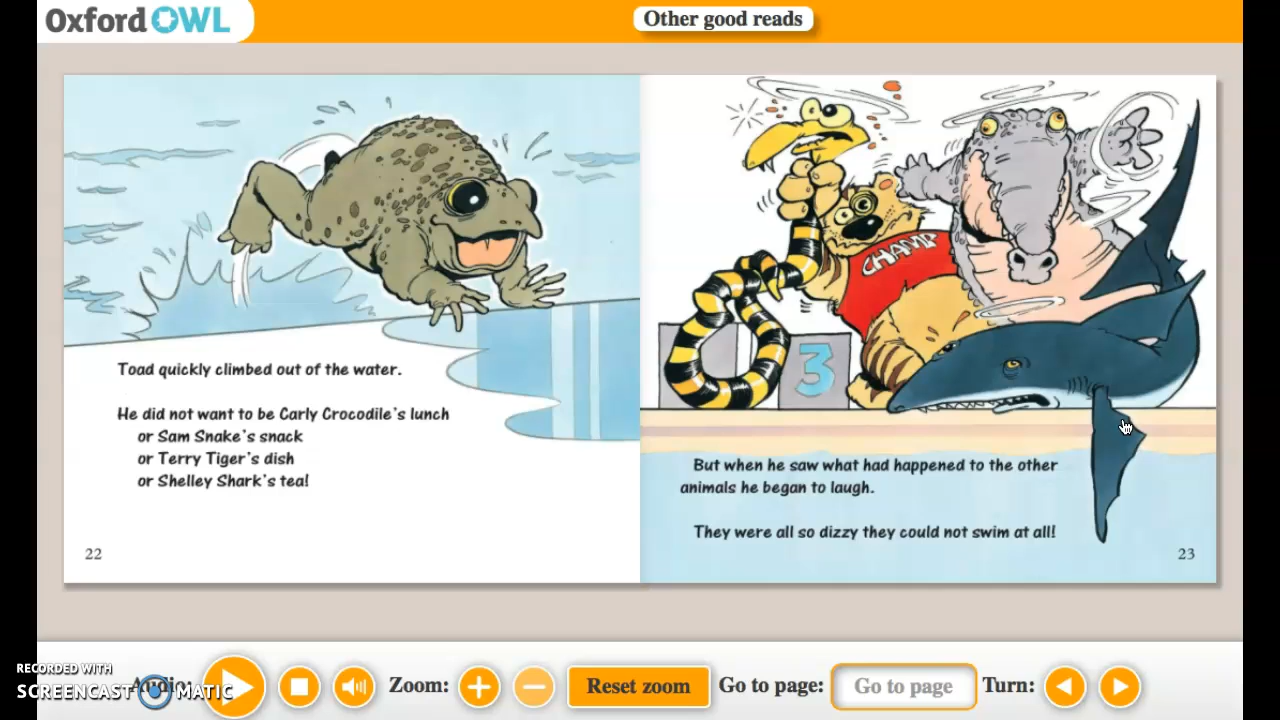 Oxford OWL
Other good reads
Toad quickly climbed out of the water.
He did not want to be Carly Crocodile's lunch
or Sam Snake's snack
or Terry Tiger's dish
or Shelley Shark's tea!
22
CHAMP
3
But when he saw what had happened to the other
animals he began to laugh.
They were all so dizzy they could not swim at all!
23
RECORDED WITH
SCREENCAST MATIC
Audio:
Zoom:
Reset zoom
Go to page:
Go to page
Turn: